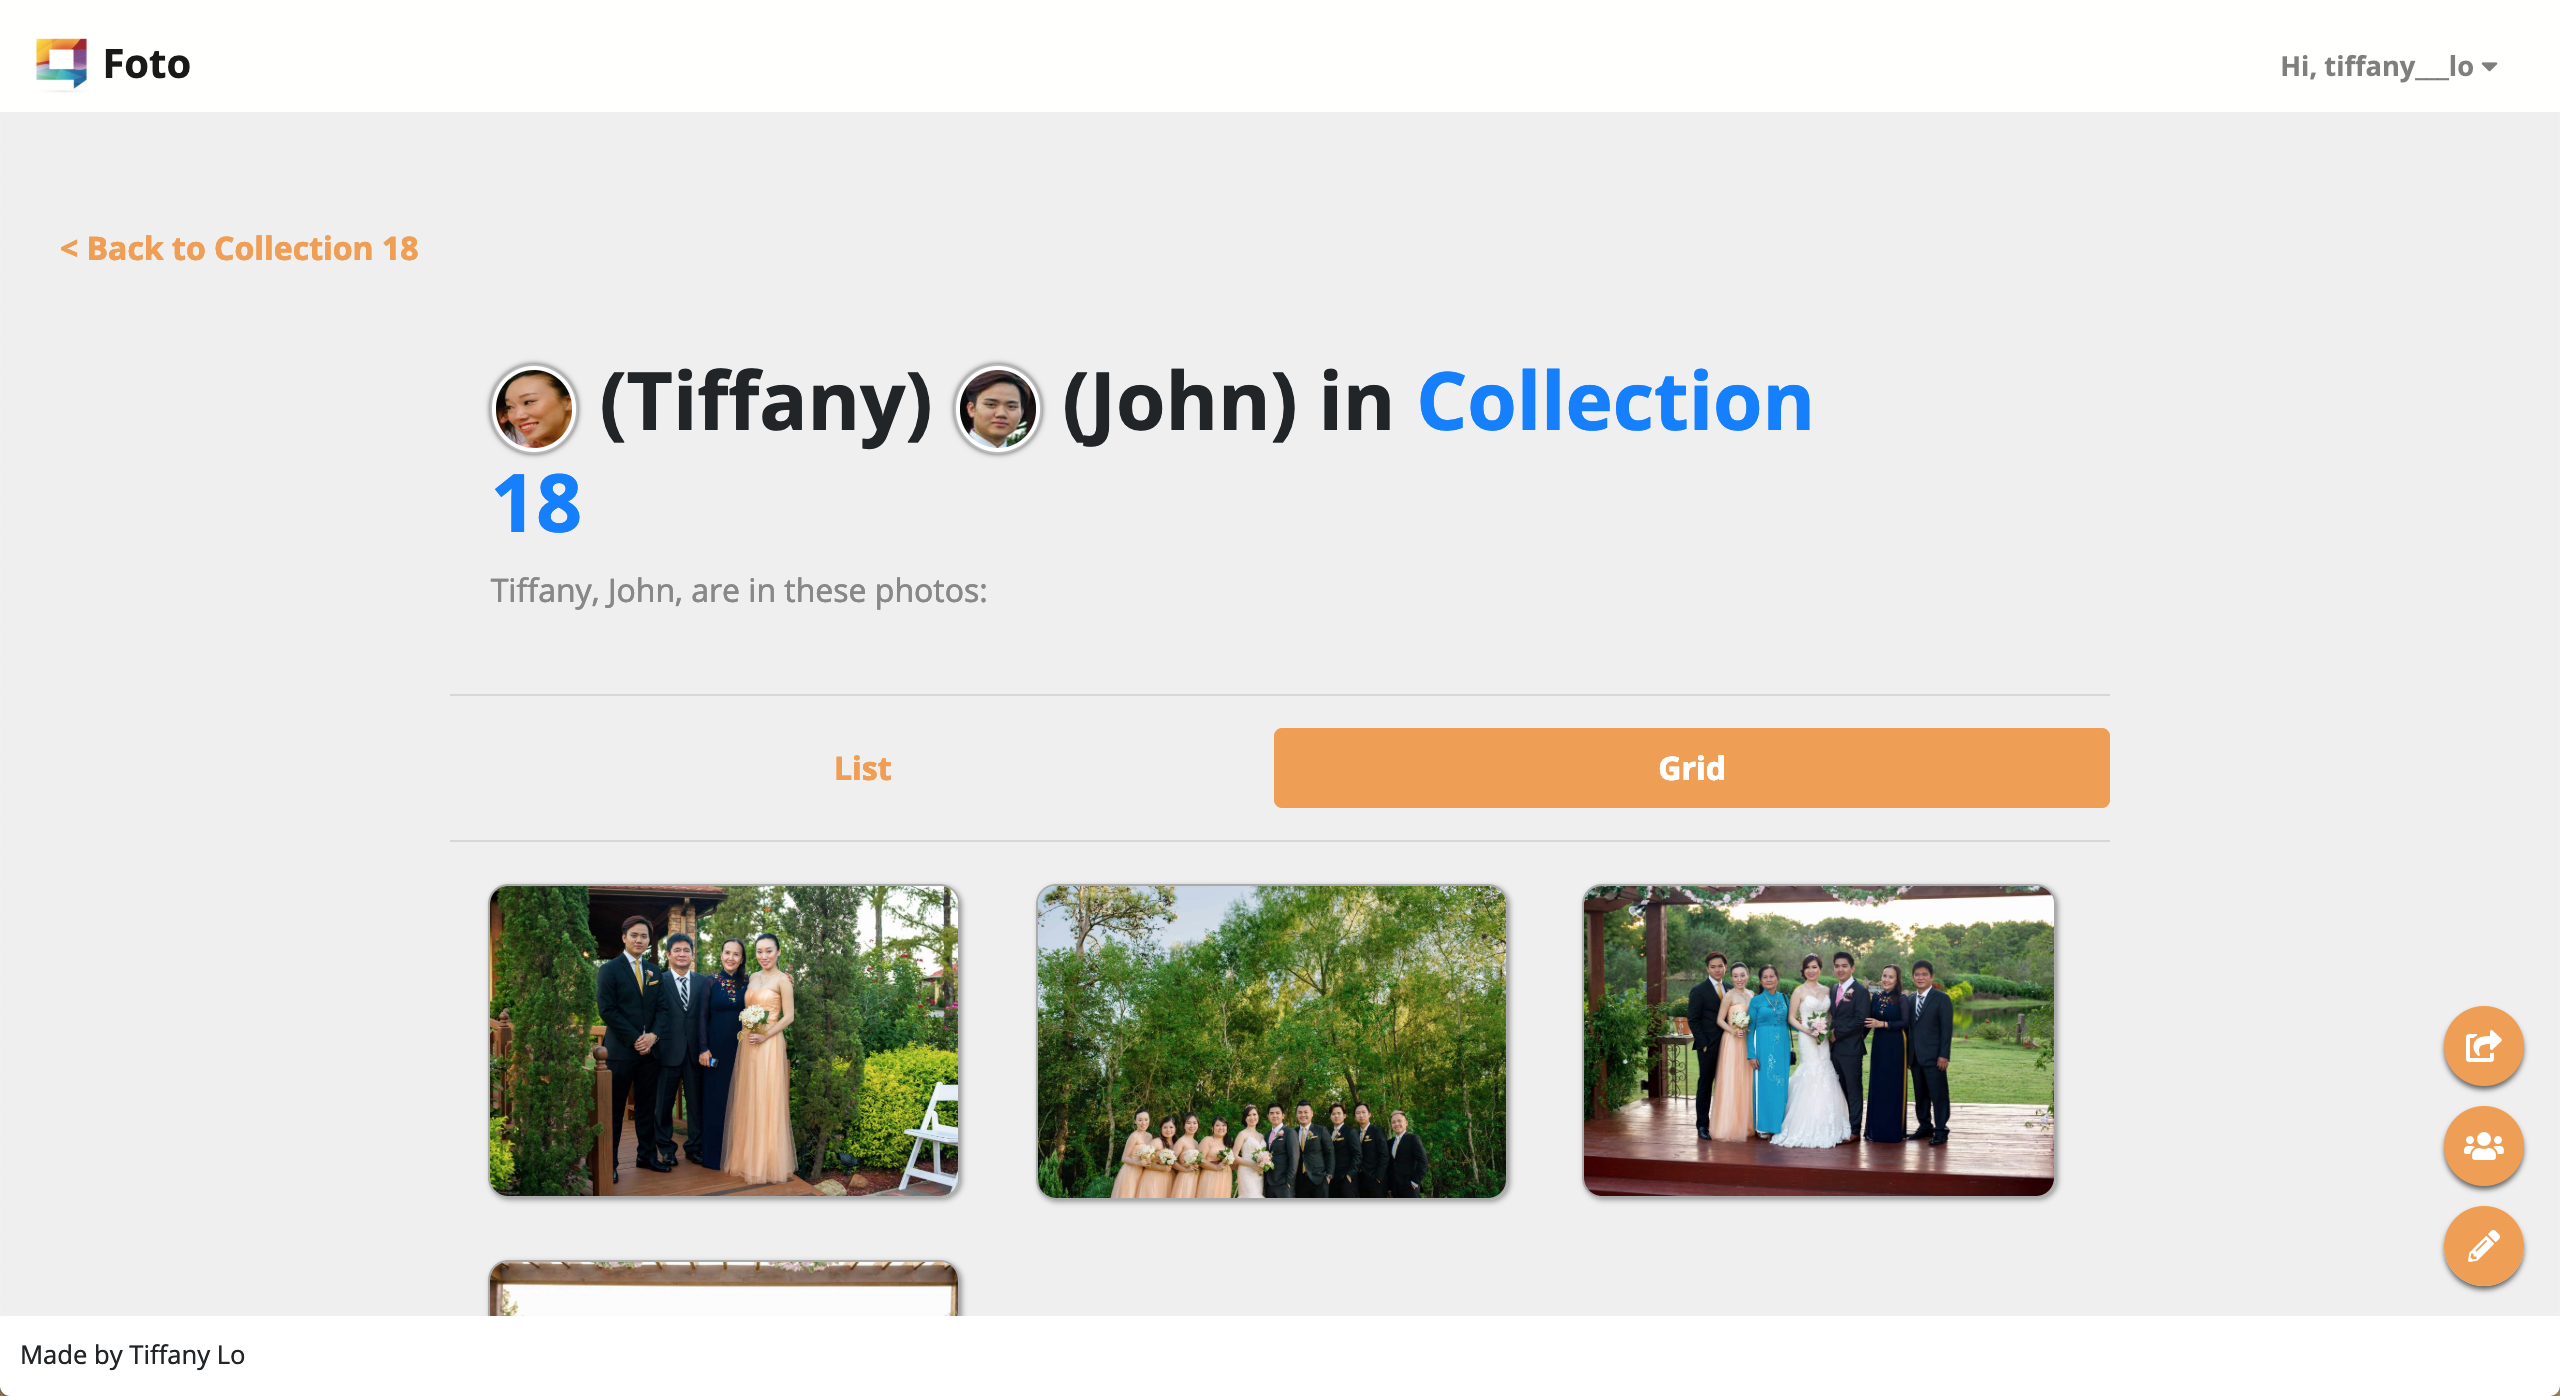 Foto
Hi, tiffany___lo
< Back to Collection 18
(Tiffany) (John) in Collection
18
Tiffany, John, are in these photos:
List
Grid
Made by Tiffany Lo